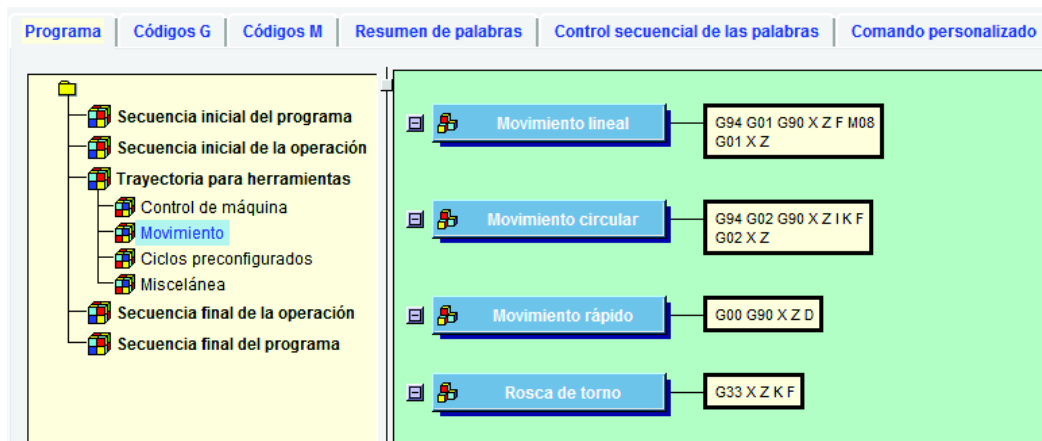 Programa
Códigos G
Códigos M
Resumen de palabras
Control secuencial de las palabras
Comando personalizado
Secuencia inicial del programa
Secuencia inicial de la operación
Trayectoria para herramientas
Control de máquina
Movimiento
Ciclos preconfigurados
Miscelánea
Secuencia final de la operación
Secuencia final del programa
Movimiento lineal
G94 G01 G90 X Z F M08
G01 X Z
Movimiento circular
G94 G02 G90 X Z I K F
G02 X Z
Movimiento rápido
G00 G90 X Z D
Rosca de torno
G33 X Z K F